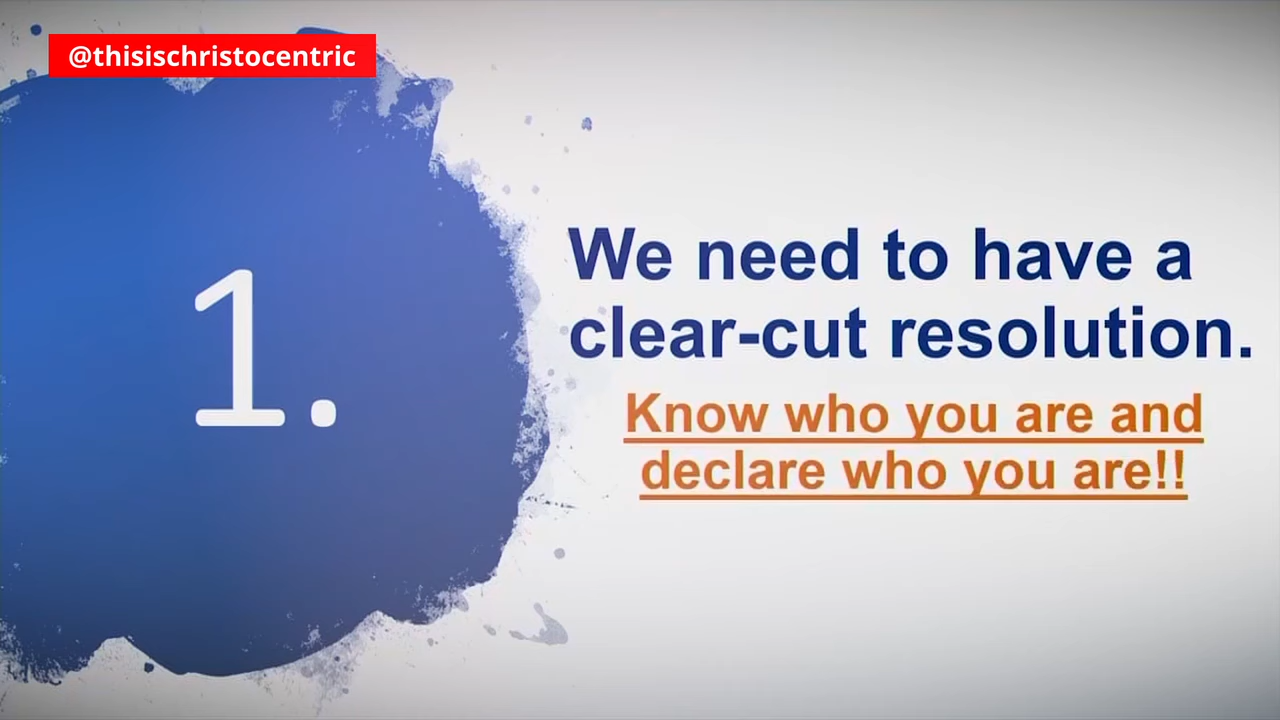 @thisischristocentric
1.
We need to have a
clear-cut resolution.
Know who you are and
declare who you are!!